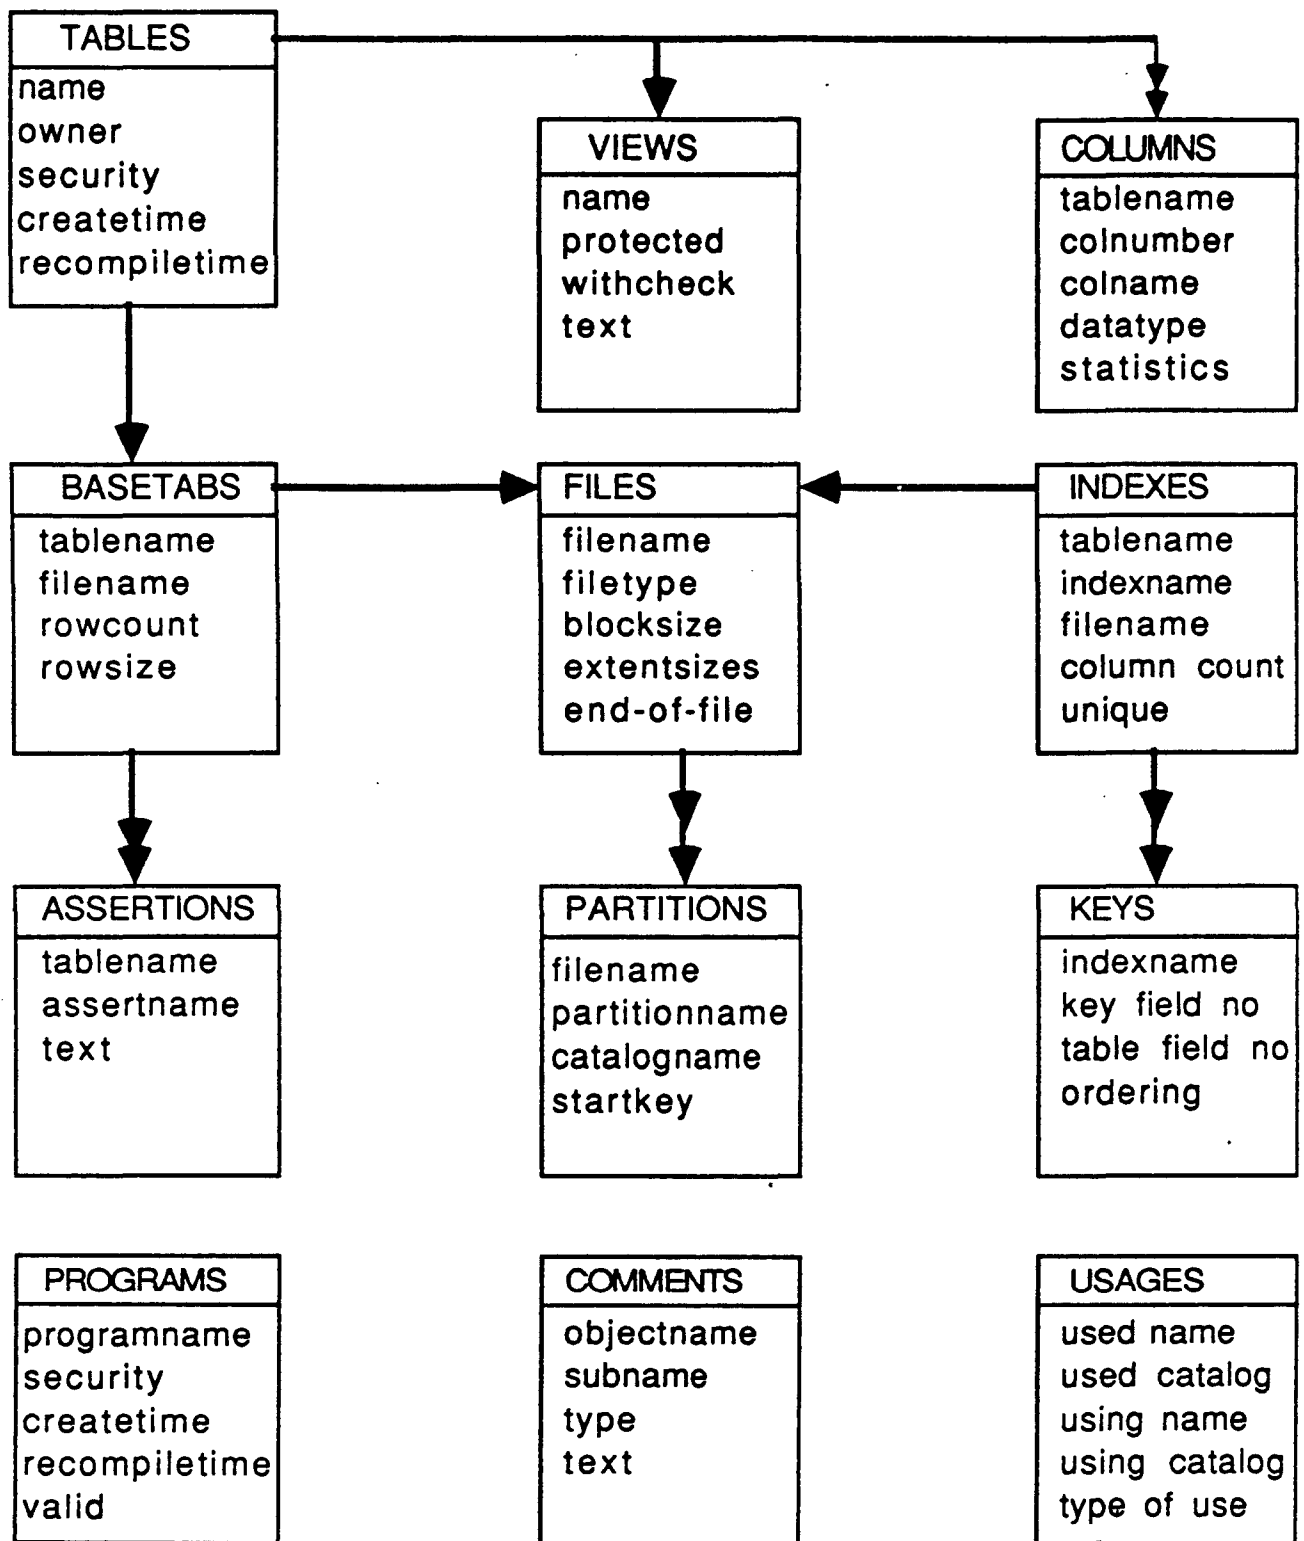 TABLES
name
owner
security
createtime
recompiletime
VIEWS
name
protected
withcheck
text
COLUMNS
tablename
colnumber
colname
datatype
statistics
BASETABS
tablename
filename
rowcount
rowsize
FILES
filename
filetype
blocksize
extentsizes
end-of-file
INDEXES
tablename
indexname
filename
column count
unique
ASSERTIONS
tablename
assertname
text
PARTITIONS
filename
partitionname
catalogname
startkey
KEYS
indexname
key field no
table field no
ordering
PROGRAMS
programname
security
createtime
recompiletime
valid
COMMENTS
objectname
subname
type
text
USAGES
used name
used catalog
using name
using catalog
type of use